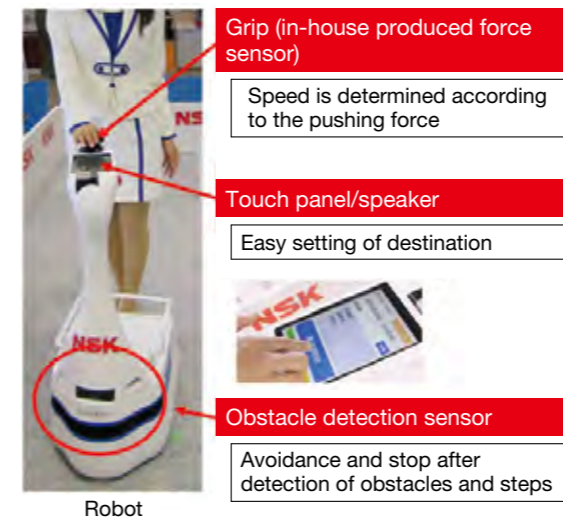 Grip (in-house produced force
sensor)
Speed is determined according
to the pushing force
NS
Touch panel/speaker
Easy setting of destination
NSK
NSK
Obstacle detection sensor
Avoidance and stop after
detection of obstacles and steps
Robot